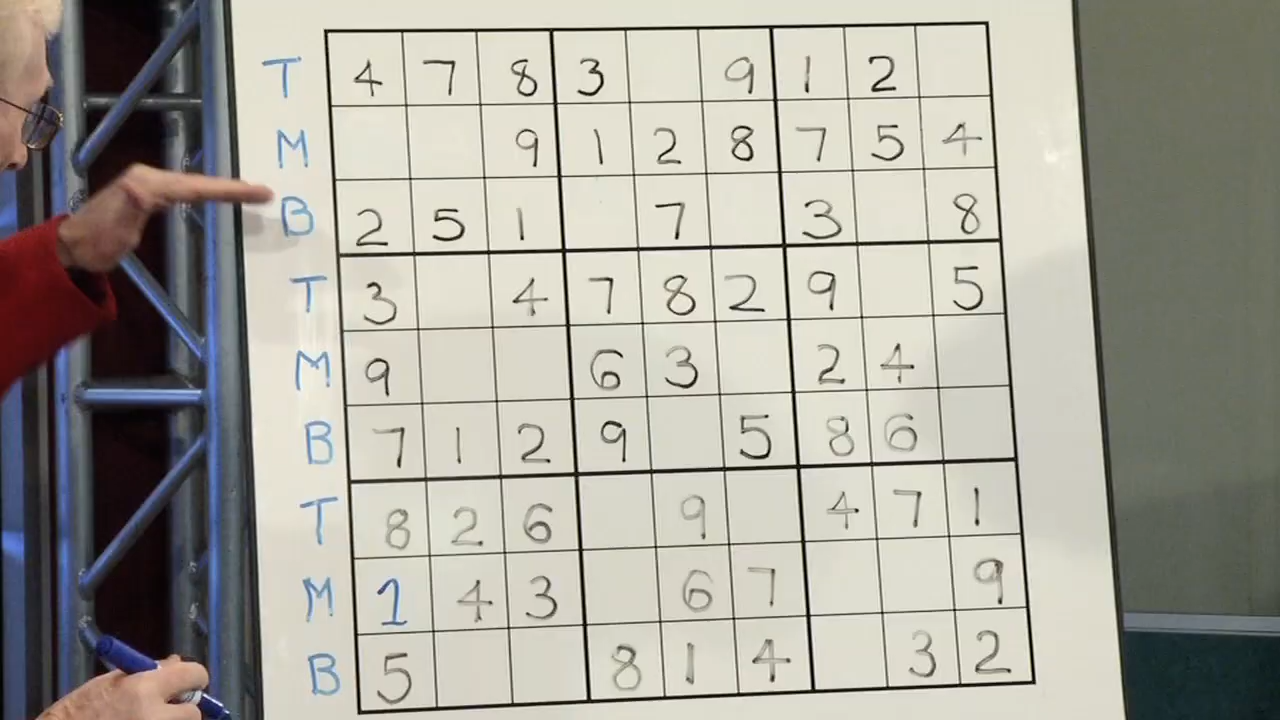 T 4 7 8 3 9 1 2
M 9 1 2 8 7 5 4
B 2 5 1 7 3 8
T 3 4 7 8 2 9 5
M 9 6 3 2 4
B 7 1 2 9 5 8 6
T 8 2 6 9 4 7 1
M 1 4 3 6 7 9
B 5 8 1 4 3 2